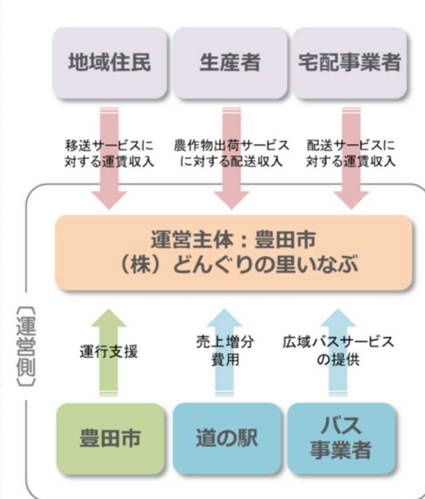 地域住民
生産者
宅配事業者
移送サービスに
対する運賃収入
農作物出荷サービス
に対する配送収入
配送サービスに
対する運賃収入
運営主体：豊田市
（株）どんぐりの里いなぶ
〔運営側〕
運行支援
売上増分
費用
広域バスサービス
の提供
豊田市
道の駅
バス
事業者